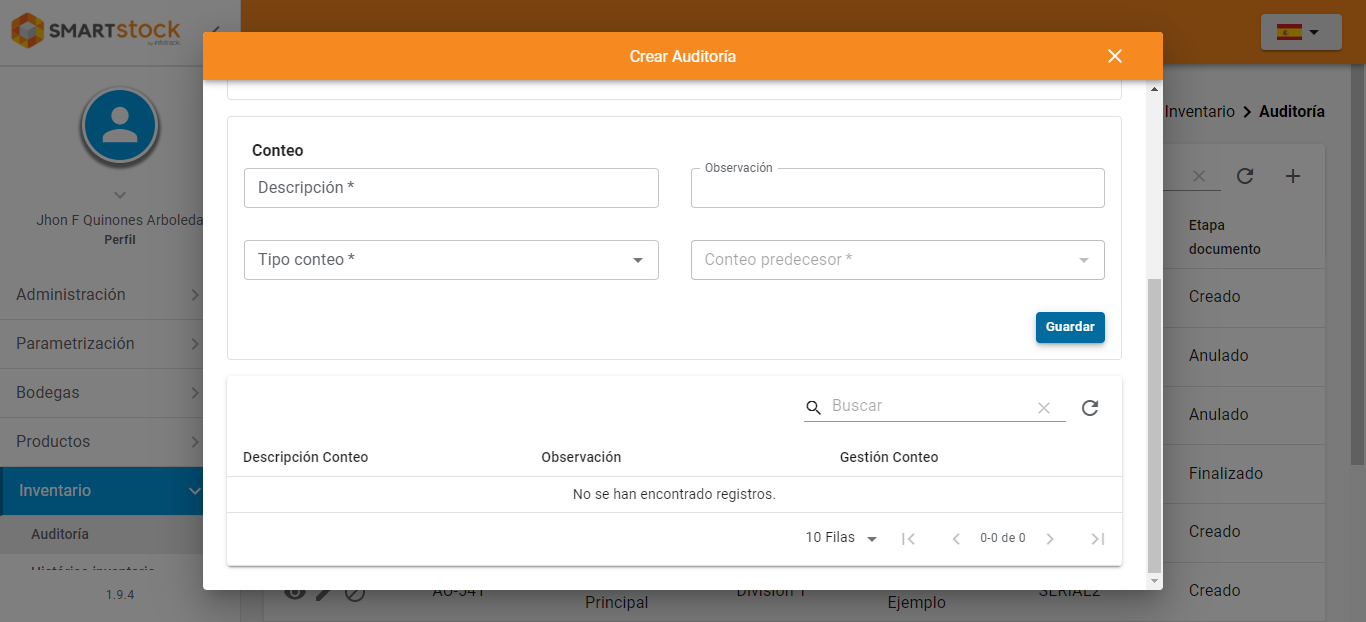 SMARTstock
by infotrack
Crear Auditoría
Inventario > Auditoría
Jhon F Quinones Arboleda
Perfil
Administración
Parametrización
Bodegas
Productos
Inventario
Auditoría
Histórico inventario
1.9.4
Conteo
Descripción *
Observación
Tipo conteo *
Conteo predecesor *
Guardar
Buscar
Descripción Conteo Observación Gestión Conteo
No se han encontrado registros.
10 Filas 0-0 de 0
Etapa
documento
Creado
Anulado
Anulado
Finalizado
Creado
AU-541 Principal División 1 Ejemplo SERIAL2 Creado